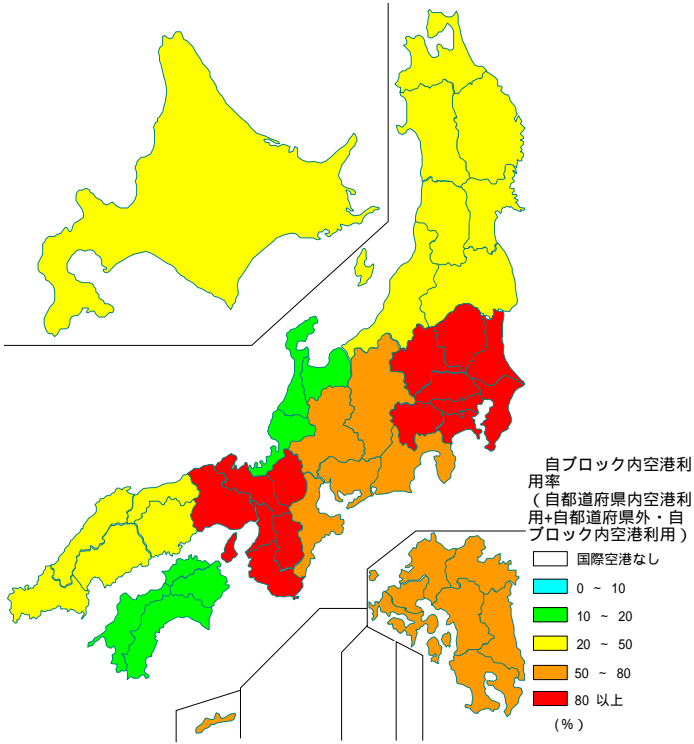 自ブロック内空港利
用率
（自都道府県内空港利
用+自都道府県外・自
ブロック内空港利用）
国際空港なし
0 ～ 10
10 ～ 20
20 ～ 50
50 ～ 80
80 以上
(％)